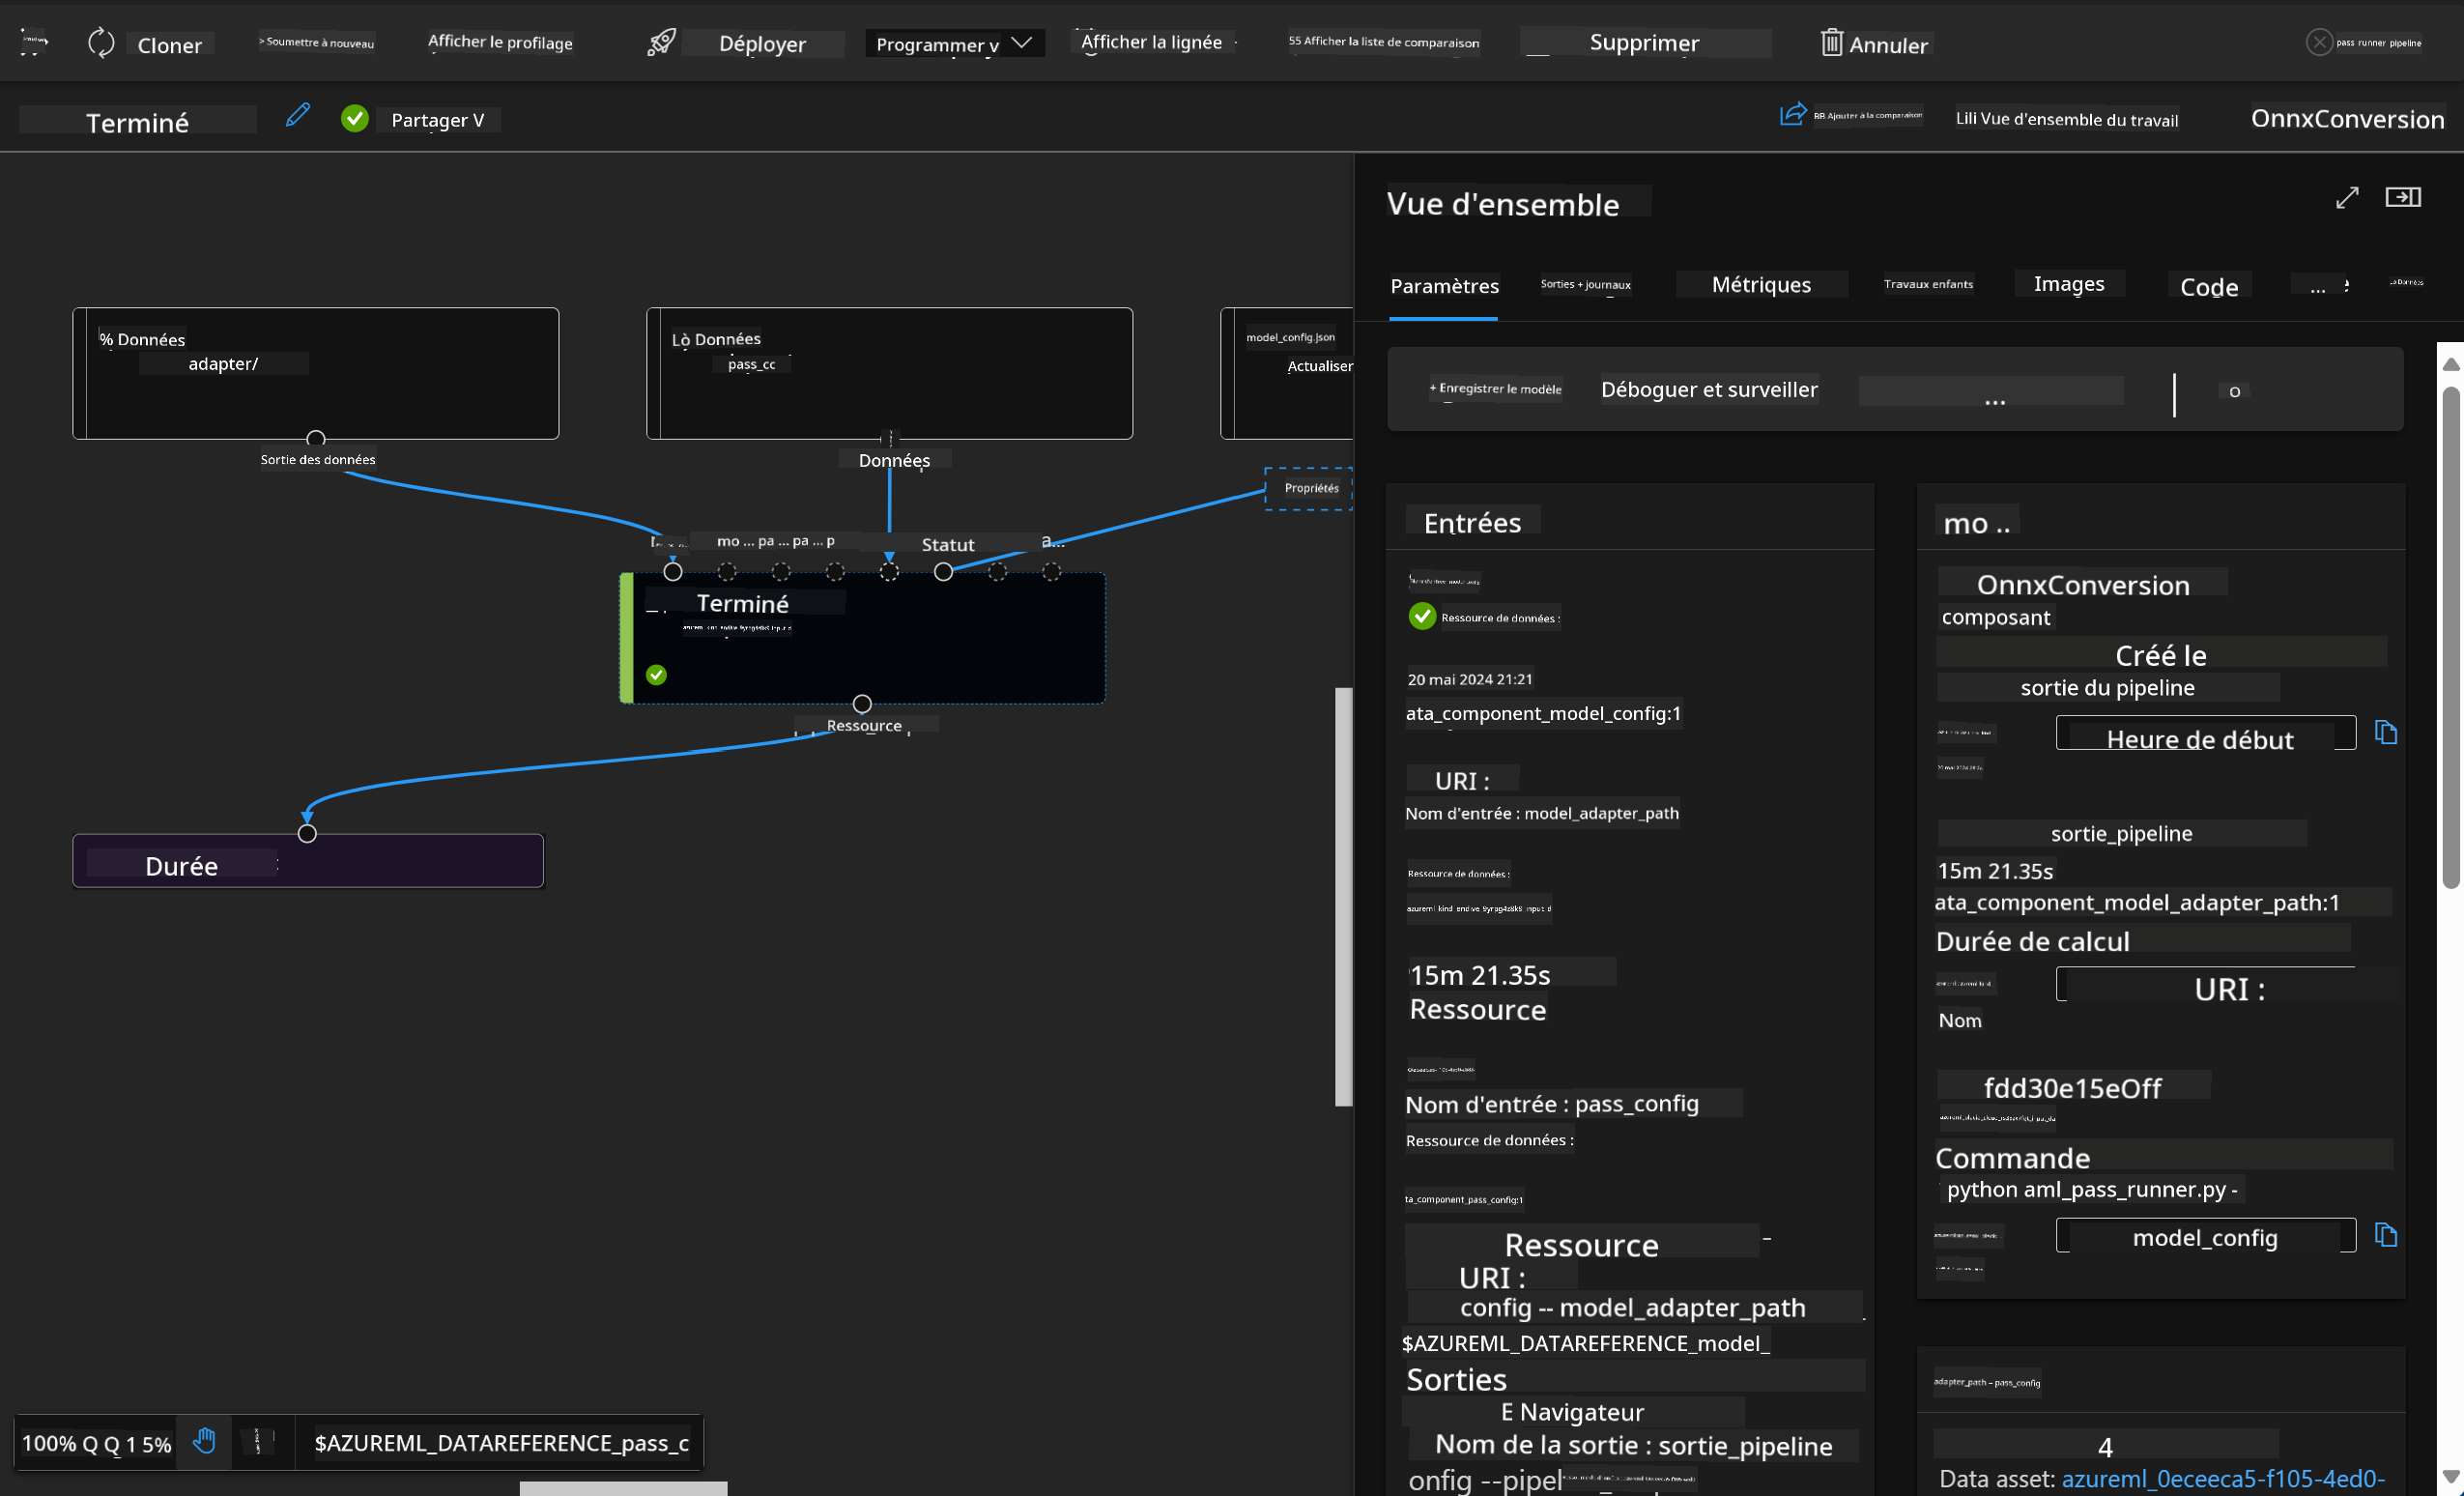 Cloner
> Soumettre à nouveau
Afficher le profilage
Déployer
Programmer v
Afficher la lignée
55 Afficher la liste de comparaison
Supprimer
Annuler
pass runner pipeline
Terminé
Partager V
BB Ajouter à la comparaison
Lili Vue d'ensemble du travail
OnnxConversion
Vue d'ensemble
Paramètres
Sorties + journaux
Métriques
Travaux enfants
Images
Code
...
Lo Données
% Données
adapter/
Lò Données
pass_cc
model_config.json
Actualiser
+ Enregistrer le modèle
Déboguer et surveiller
...
O
Sortie des données
Données
Propriétés
mo ... pa ... pa ... p
Statut
a...
Terminé
Ressource
Durée
Entrées
Ressource de données :
20 mai 2024 21:21
ata_component_model_config:1
URI :
Nom d'entrée : model_adapter_path
Ressource de données :
15m 21.35s
Ressource
Nom d'entrée : pass_config
Ressource de données :
ta_component_pass_config:1
Ressource
URI :
config -- model_adapter_path
$AZUREML_DATAREFERENCE_model_
Sorties
E Navigateur
Nom de la sortie : sortie_pipeline
onfig --pipel
mo ..
OnnxConversion
composant
Créé le
sortie du pipeline
Heure de début
sortie_pipeline
15m 21.35s
ata_component_model_adapter_path:1
Durée de calcul
URI :
Nom
fdd30e15eOff
Commande
python aml_pass_runner.py -
model_config
adapter_path – pass_config
4
Data asset: azureml_0eceeca5-f105-4ed0-
100% Q Q 1 5%
$AZUREML_DATAREFERENCE_pass_c